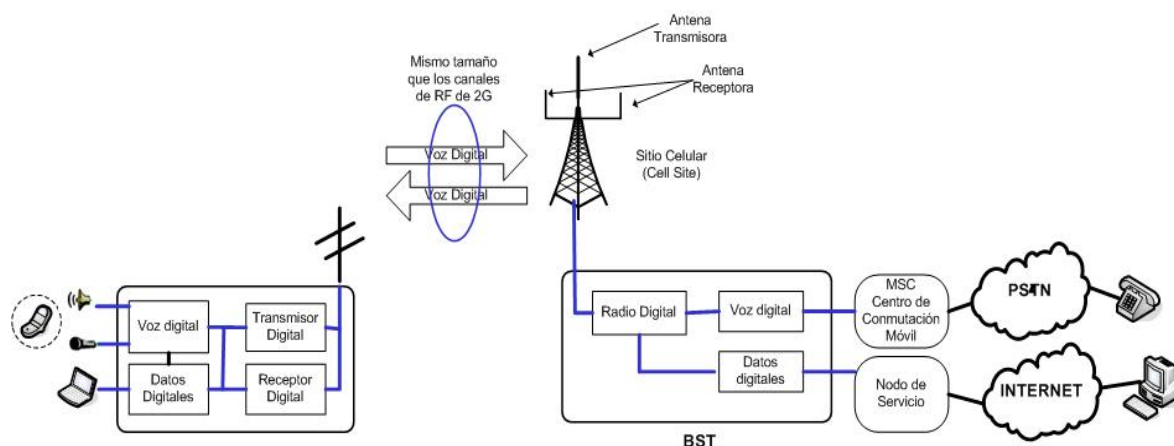 Antena
Transmisora
Mismo tamaño
que los canales
de RF de 2G
Antena
Receptora
Voz Digital
Voz Digital
Sitio Celular
(Cell Site)
Voz digital
Transmisor
Digital
Datos
Digitales
Receptor
Digital
Radio Digital
Voz digital
Datos
digitales
BST
MSC
Centro de
Conmutación
Móvil
PSTN
Nodo de
Servicio
INTERNET